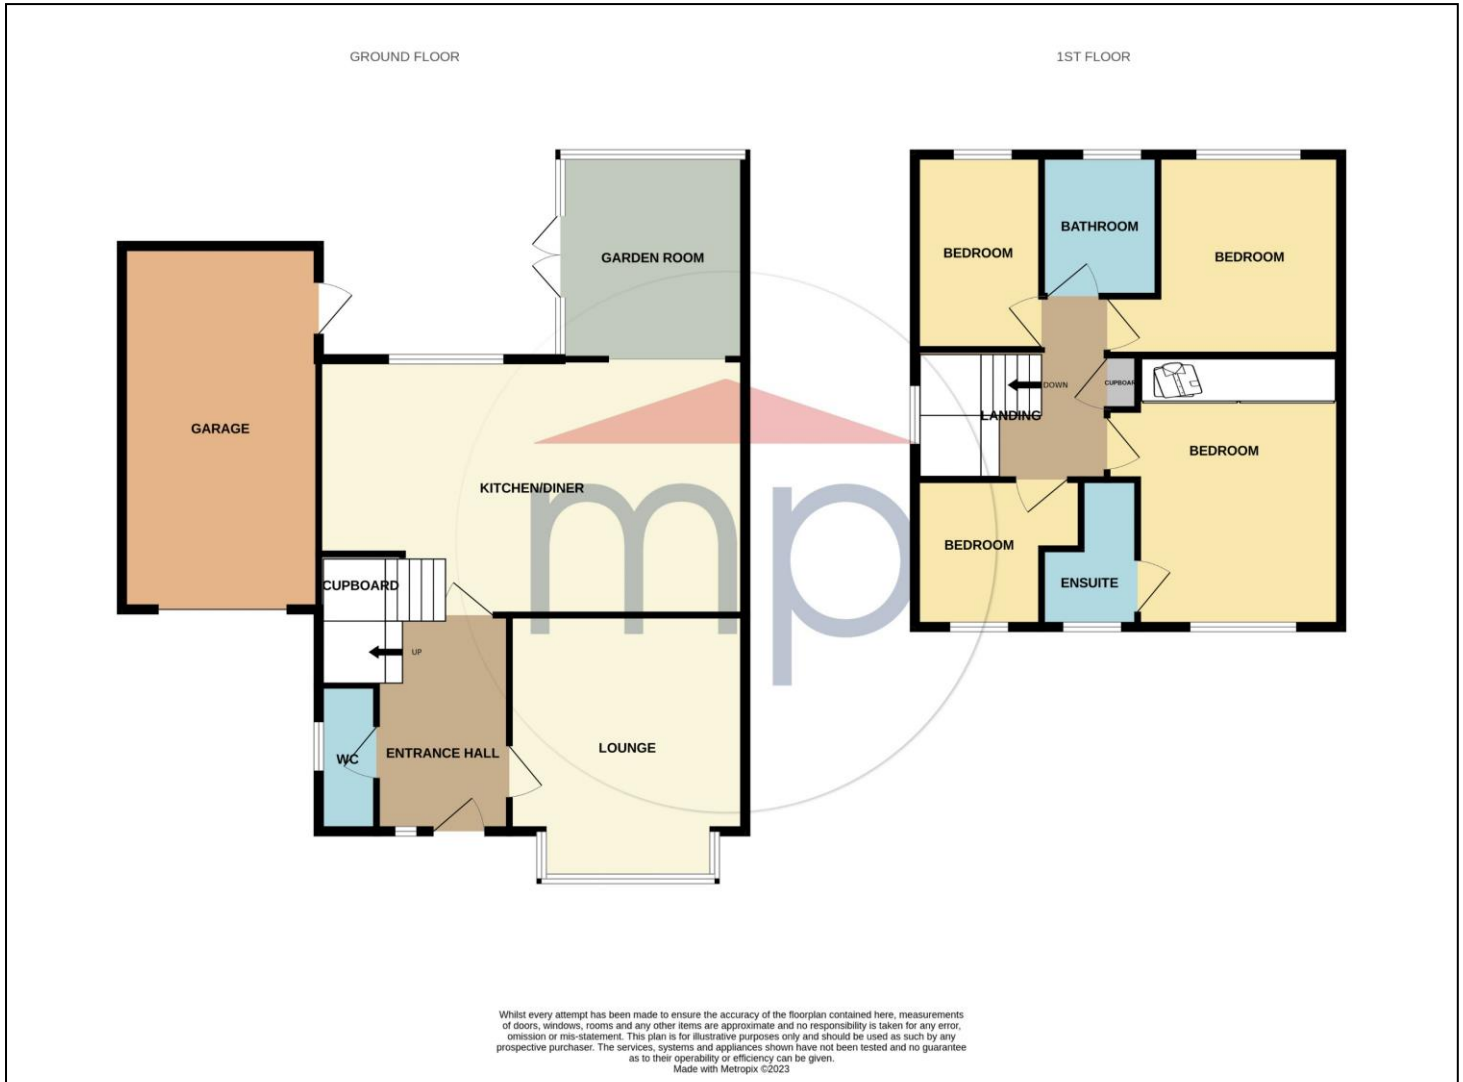 GROUND FLOOR
1ST FLOOR
GARDEN ROOM
GARAGE
KITCHEN/DINER
CUPBOARD
UP
WC
ENTRANCE HALL
LOUNGE
BEDROOM
BATHROOM
BEDROOM
DOWN
CUPBOAR
LANDING
BEDROOM
BEDROOM
ENSUITE
mp
Whilst every attempt has been made to ensure the accuracy of the floorplan contained here, measurements
of doors, windows, rooms and any other items are approximate and no responsibility is taken for any error,
omission or mis-statement. This plan is for illustrative purposes only and should be used as such by any
prospective purchaser. The services, systems and appliances shown have not been tested and no guarantee
as to their operability or efficiency can be given.
Made with Metropix ©2023